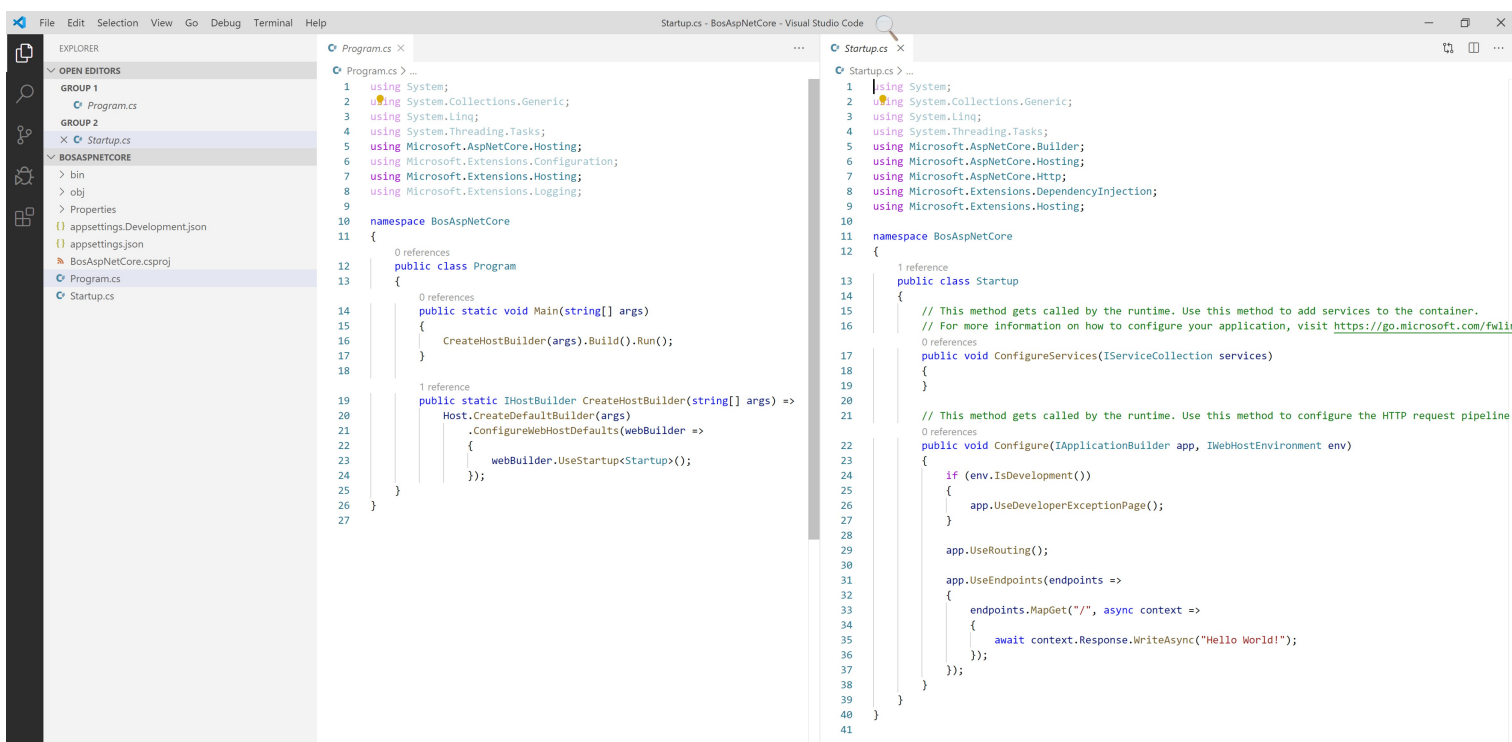 File Edit Selection View Go Debug Terminal Help
Startup.cs - BosAspNetCore - Visual Studio Code
EXPLORER
OPEN EDITORS
GROUP 1
Program.cs
GROUP 2
Startup.cs
BOSASPNETCORE
bin
obj
Properties
appsettings.Development.json
appsettings.json
BosAspNetCore.csproj
Program.cs
Startup.cs
Program.cs
Program.cs > ...
1 using System;
2 using System.Collections.Generic;
3 using System.Linq;
4 using System.Threading.Tasks;
5 using Microsoft.AspNetCore.Hosting;
6 using Microsoft.Extensions.Configuration;
7 using Microsoft.Extensions.Hosting;
8 using Microsoft.Extensions.Logging;
9
10 namespace BosAspNetCore
11 {
0 references
12 public class Program
13 {
0 references
14 public static void Main(string[] args)
15 {
16 CreateHostBuilder(args).Build().Run();
17 }
18
1 reference
19 public static IHostBuilder CreateHostBuilder(string[] args) =>
20 Host.CreateDefaultBuilder(args)
21 .ConfigureWebHostDefaults(webBuilder =>
22 {
23 webBuilder.UseStartup<Startup>();
24 });
25 }
26 }
27
Startup.cs
Startup.cs > ...
1 using System;
2 using System.Collections.Generic;
3 using System.Linq;
4 using System.Threading.Tasks;
5 using Microsoft.AspNetCore.Builder;
6 using Microsoft.AspNetCore.Hosting;
7 using Microsoft.AspNetCore.Http;
8 using Microsoft.Extensions.DependencyInjection;
9 using Microsoft.Extensions.Hosting;
10
11 namespace BosAspNetCore
12 {
1 reference
13 public class Startup
14 {
15 // This method gets called by the runtime. Use this method to add services to the container.
16 // For more information on how to configure your application, visit https://go.microsoft.com/fwli
0 references
17 public void ConfigureServices(IServiceCollection services)
18 {
19 }
20
21 // This method gets called by the runtime. Use this method to configure the HTTP request pipeline
0 references
22 public void Configure(IApplicationBuilder app, IWebHostEnvironment env)
23 {
24 if (env.IsDevelopment())
25 {
26 app.UseDeveloperExceptionPage();
27 }
28
29 app.UseRouting();
30
31 app.UseEndpoints(endpoints =>
32 {
33 endpoints.MapGet("/", async context =>
34 {
35 await context.Response.WriteAsync("Hello World!");
36 });
37 });
38 }
39 }
40 }
41